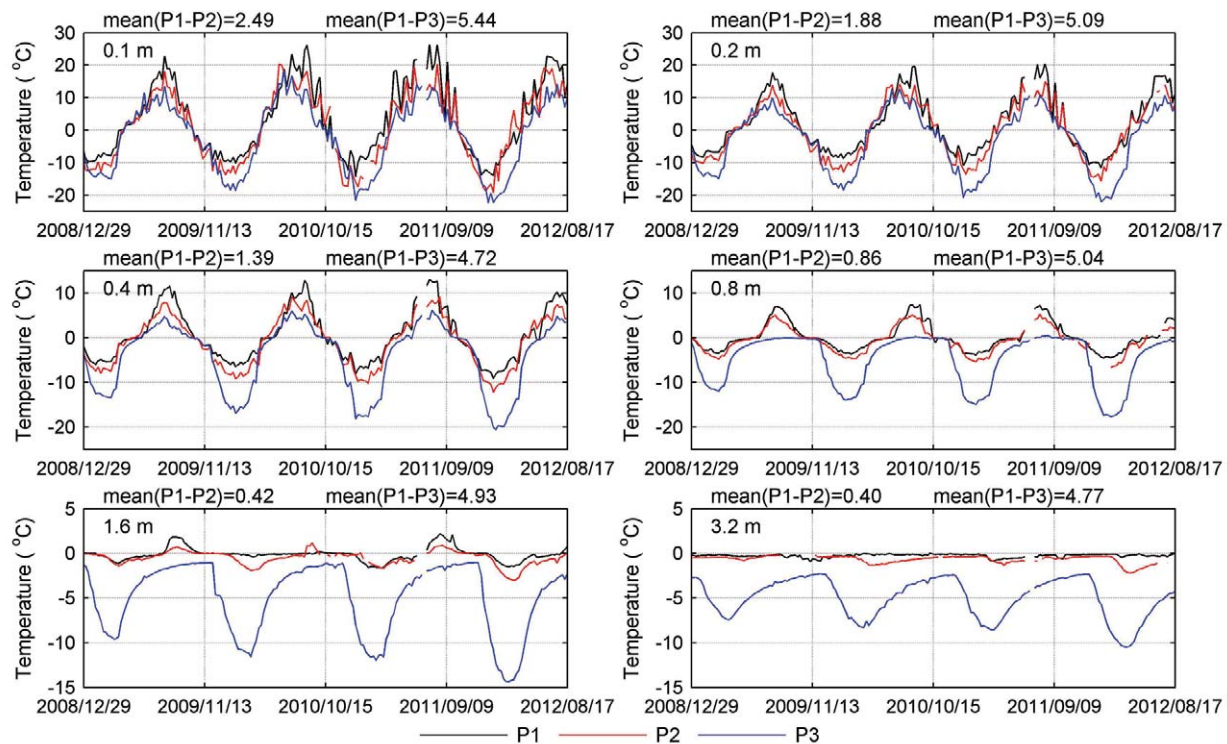 mean(P1-P2)=2.49 mean(P1-P3)=5.44
0.1 m
30
20
10
0
-10
-20
Temperature ( °C)
2008/12/29 2009/11/13 2010/10/15 2011/09/09 2012/08/17
mean(P1-P2)=1.88 mean(P1-P3)=5.09
0.2 m
30
20
10
0
-10
-20
Temperature ( °C)
2008/12/29 2009/11/13 2010/10/15 2011/09/09 2012/08/17
mean(P1-P2)=1.39 mean(P1-P3)=4.72
0.4 m
10
0
-10
-20
Temperature ( °C)
2008/12/29 2009/11/13 2010/10/15 2011/09/09 2012/08/17
mean(P1-P2)=0.86 mean(P1-P3)=5.04
0.8 m
10
0
-10
-20
Temperature ( °C)
2008/12/29 2009/11/13 2010/10/15 2011/09/09 2012/08/17
mean(P1-P2)=0.42 mean(P1-P3)=4.93
1.6 m
5
0
-5
-10
-15
Temperature ( °C)
2008/12/29 2009/11/13 2010/10/15 2011/09/09 2012/08/17
mean(P1-P2)=0.40 mean(P1-P3)=4.77
3.2 m
5
0
-5
-10
-15
Temperature ( °C)
2008/12/29 2009/11/13 2010/10/15 2011/09/09 2012/08/17
P1 P2 P3